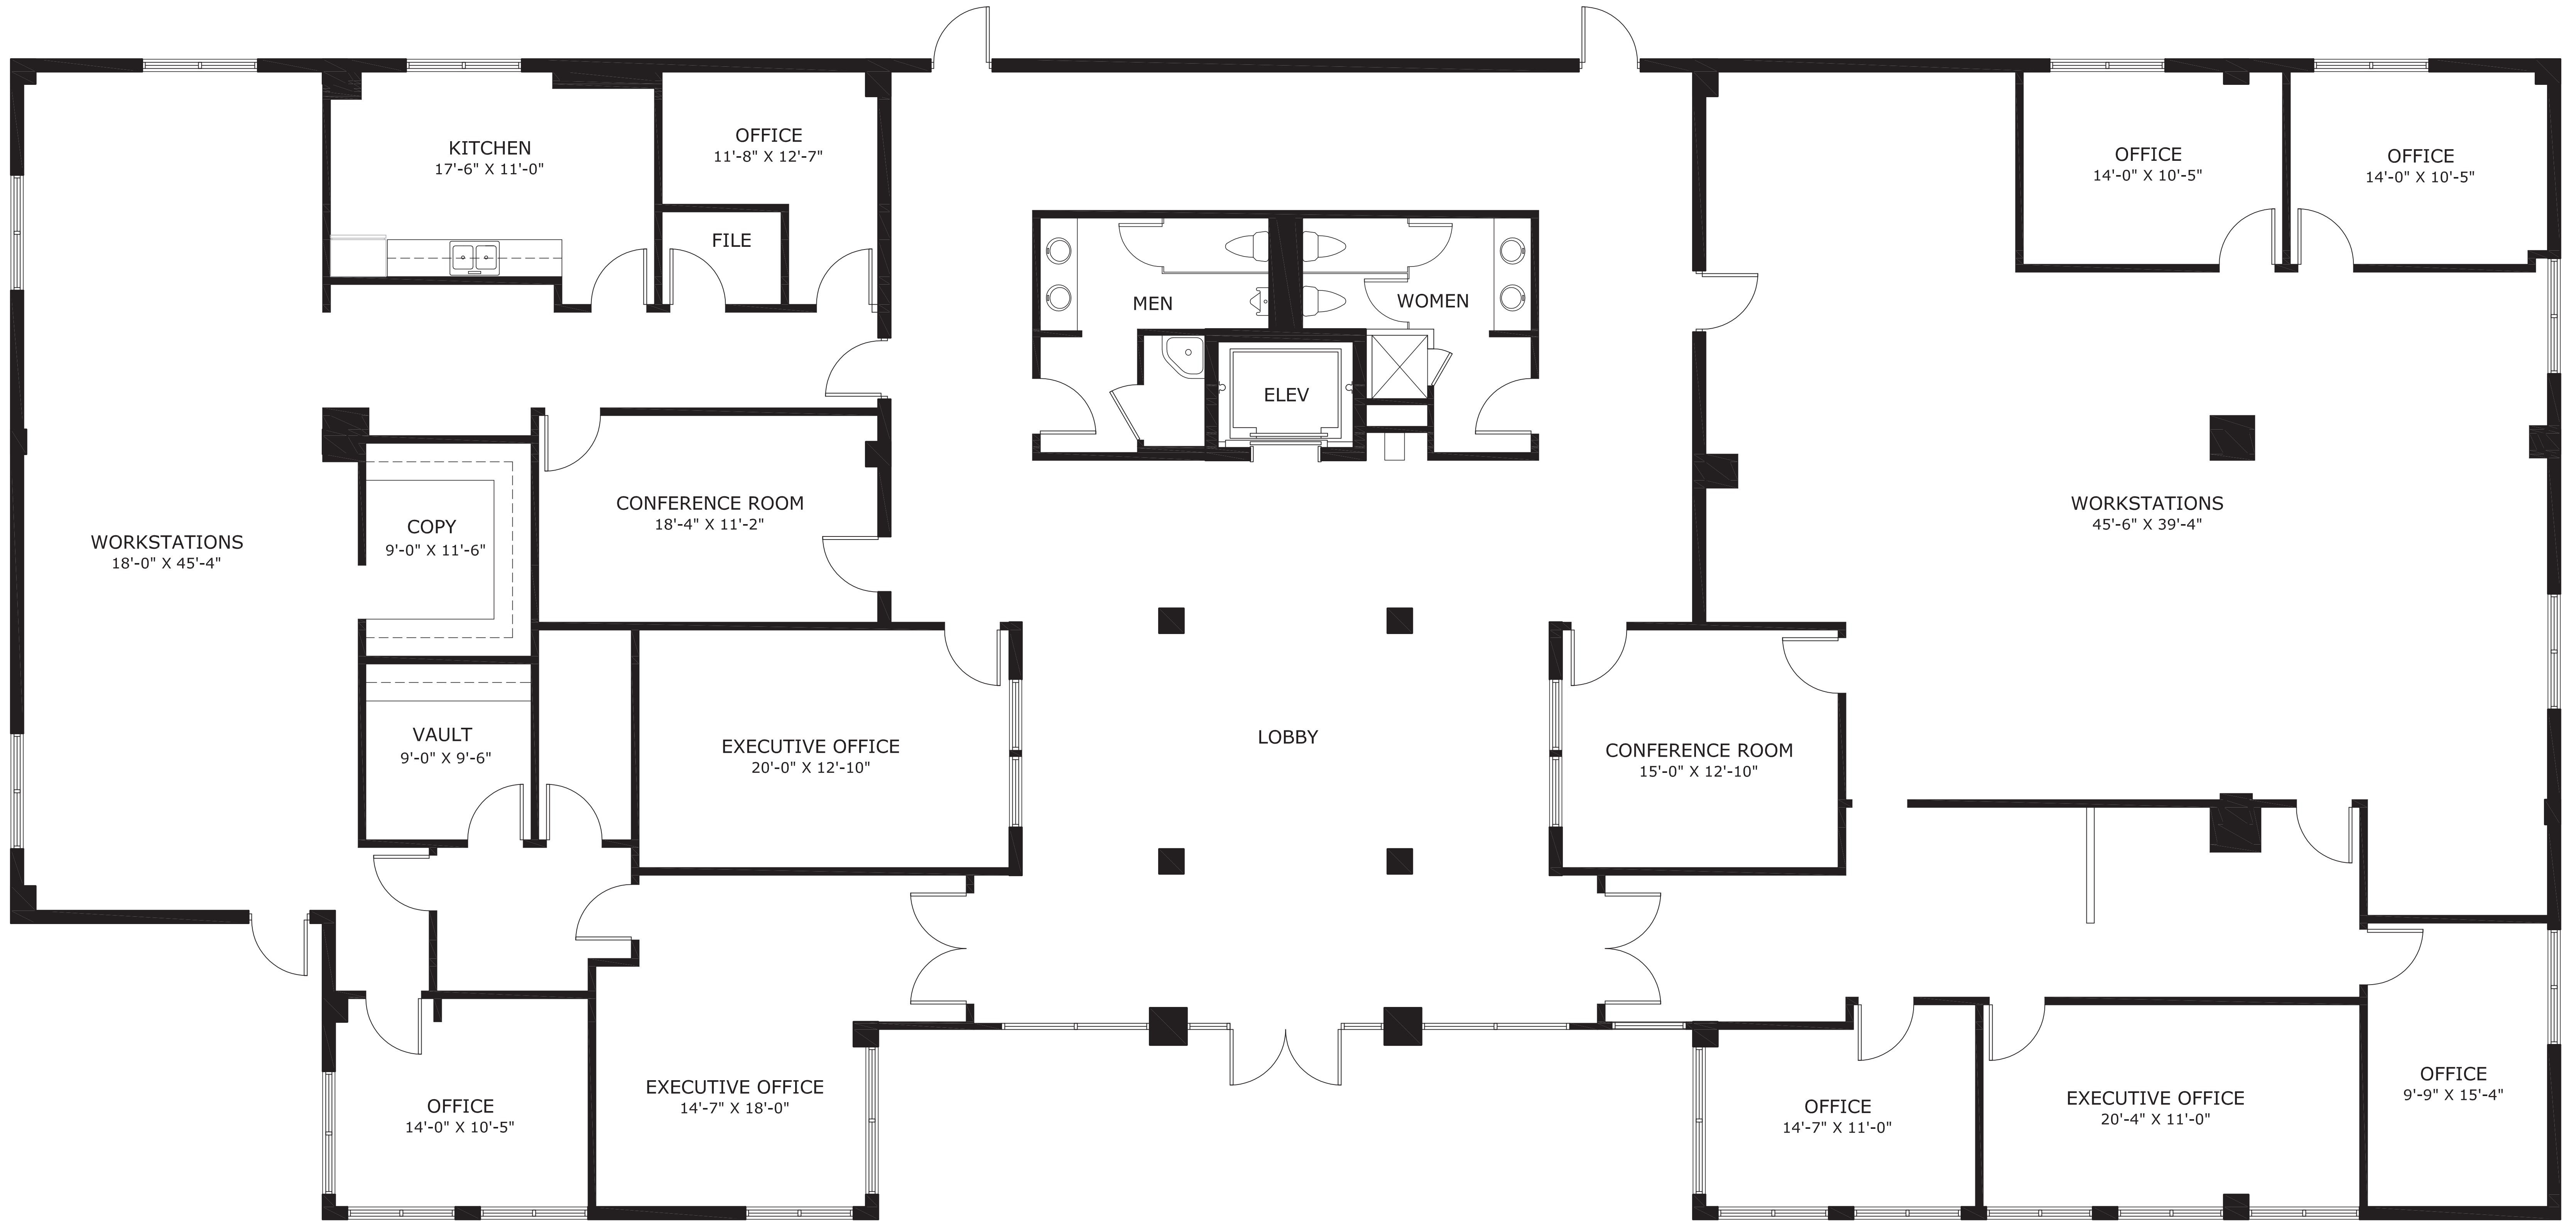 KITCHEN
17'-6" X 11'-0"
OFFICE
11'-8" X 12'-7"
FILE
OFFICE
14'-0" X 10'-5"
OFFICE
14'-0" X 10'-5"
MEN
WOMEN
ELEV
WORKSTATIONS
18'-0" X 45'-4"
COPY
9'-0" X 11'-6"
CONFERENCE ROOM
18'-4" X 11'-2"
WORKSTATIONS
45'-6" X 39'-4"
VAULT
9'-0" X 9'-6"
EXECUTIVE OFFICE
20'-0" X 12'-10"
LOBBY
CONFERENCE ROOM
15'-0" X 12'-10"
OFFICE
14'-0" X 10'-5"
EXECUTIVE OFFICE
14'-7" X 18'-0"
OFFICE
14'-7" X 11'-0"
EXECUTIVE OFFICE
20'-4" X 11'-0"
OFFICE
9'-9" X 15'-4"